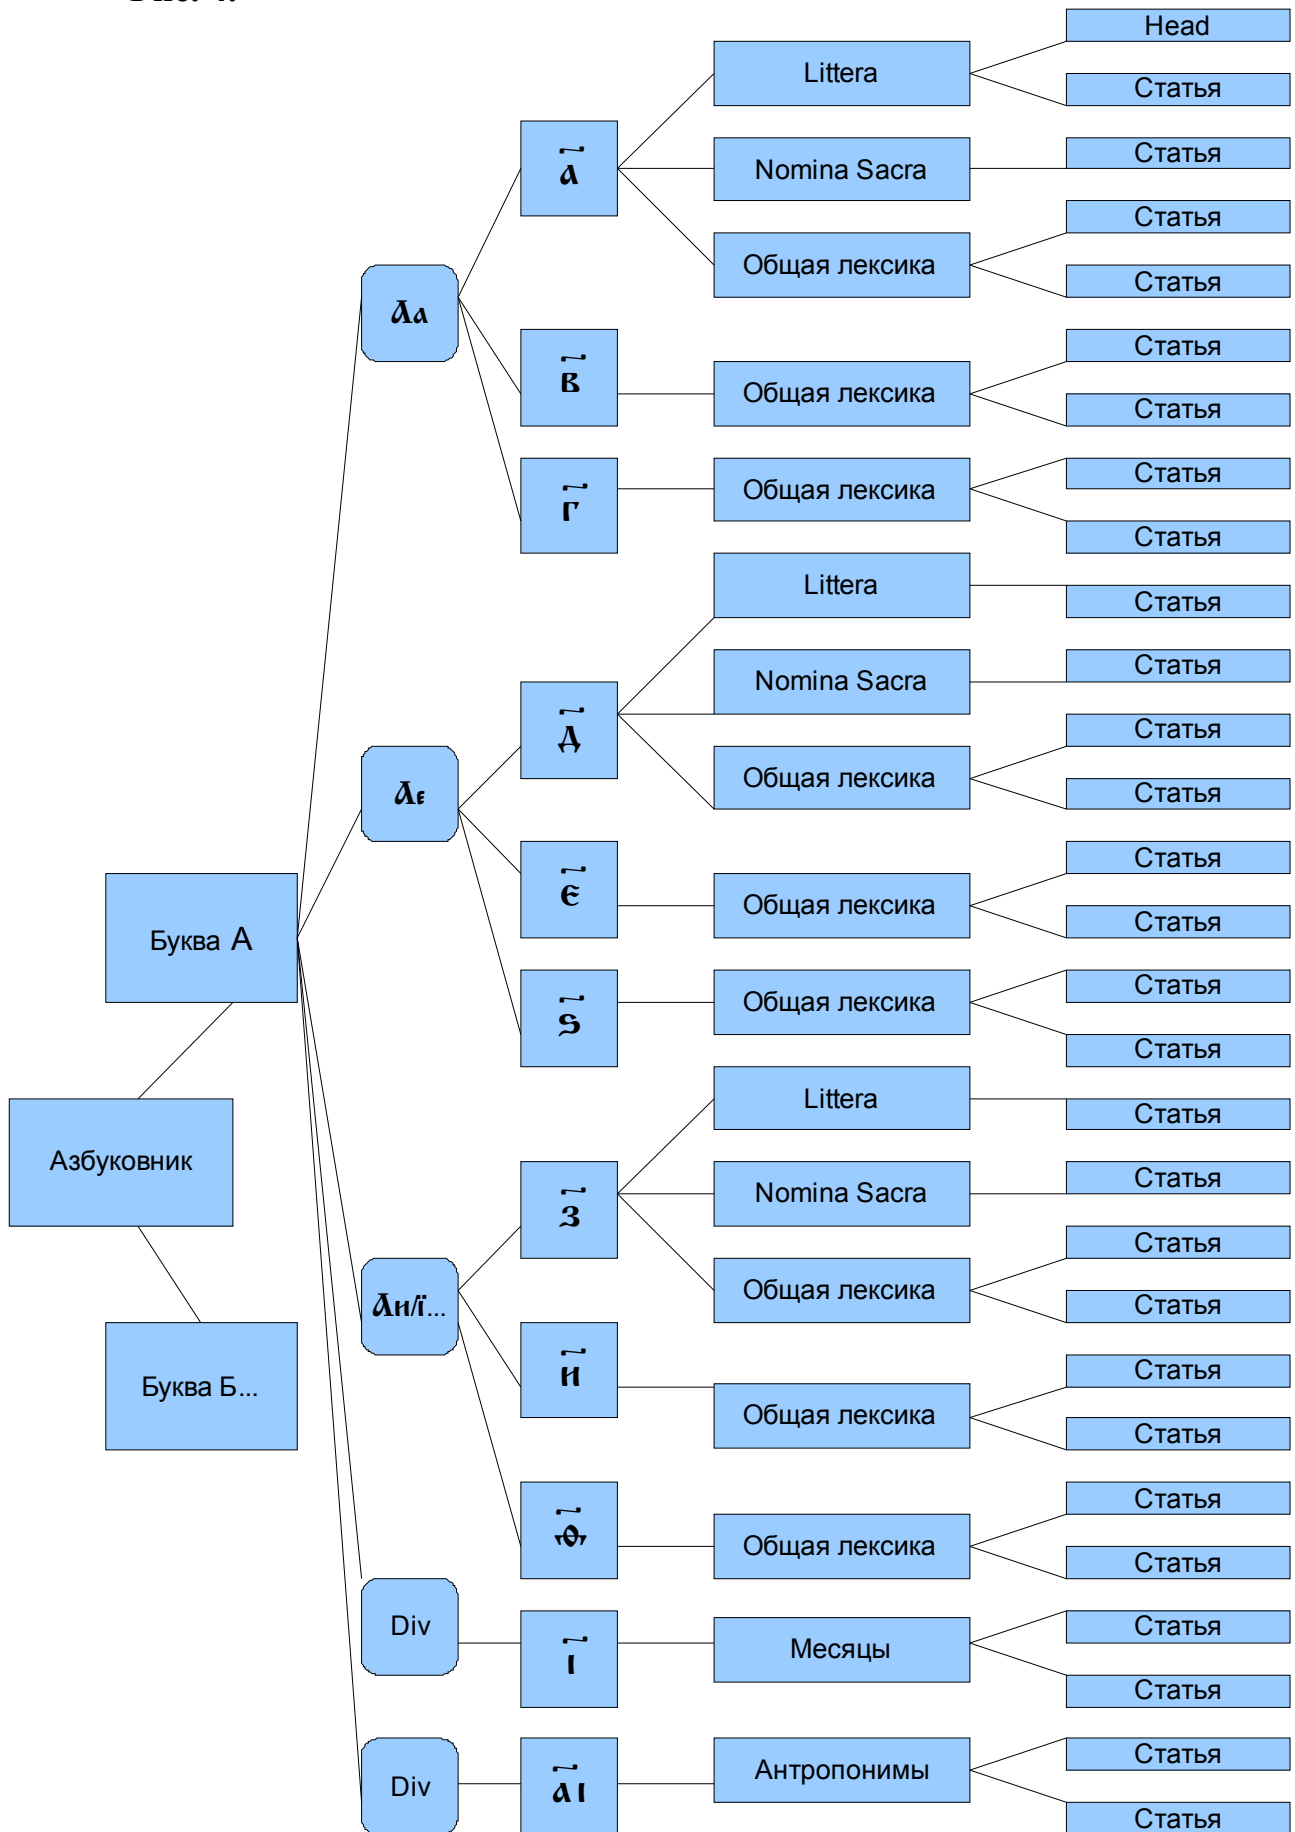 Азбуковник
Буква А
Аа
а҃
Littera
Head
Статья
Nomina Sacra
Статья
Общая лексика
Статья
Статья
в҃
Общая лексика
Статья
Статья
г҃
Общая лексика
Статья
Статья
Ае
д҃
Littera
Статья
Nomina Sacra
Статья
Общая лексика
Статья
Статья
є҃
Общая лексика
Статья
Статья
ѕ҃
Общая лексика
Статья
Статья
Аи/ї...
з҃
Littera
Статья
Nomina Sacra
Статья
Общая лексика
Статья
Статья
и҃
Общая лексика
Статья
Статья
ѳ҃
Общая лексика
Статья
Статья
Div
і҃
Месяцы
Статья
Статья
Div
а҃і
Антропонимы
Статья
Статья
Буква Б...